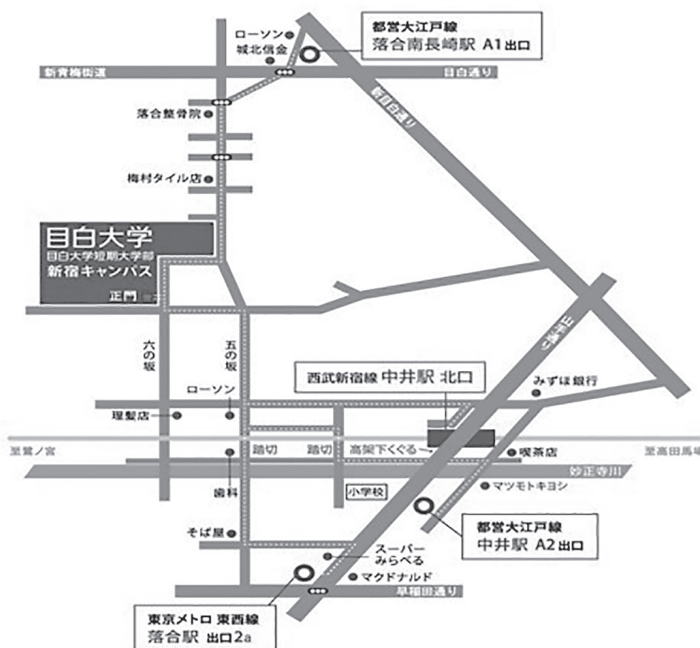 都営大江戸線
落合南長崎駅 A1出口
ローソン
城北信金
新青梅街道
目白通り
新目白通り
落合整骨院
梅村タイル店
目白大学
目白大学短期大学部
新宿キャンパス
正門
六の坂
五の坂
山手通り
西武新宿線 中井駅 北口
みずほ銀行
ローソン
理髪店
至鷺ノ宮
踏切
踏切
高架下くぐる
喫茶店
至高田馬場
妙正寺川
歯科
小学校
マツモトキヨシ
都営大江戸線
中井駅 A2出口
そば屋
スーパー
みらべる
マクドナルド
早稲田通り
東京メトロ 東西線
落合駅 出口2a